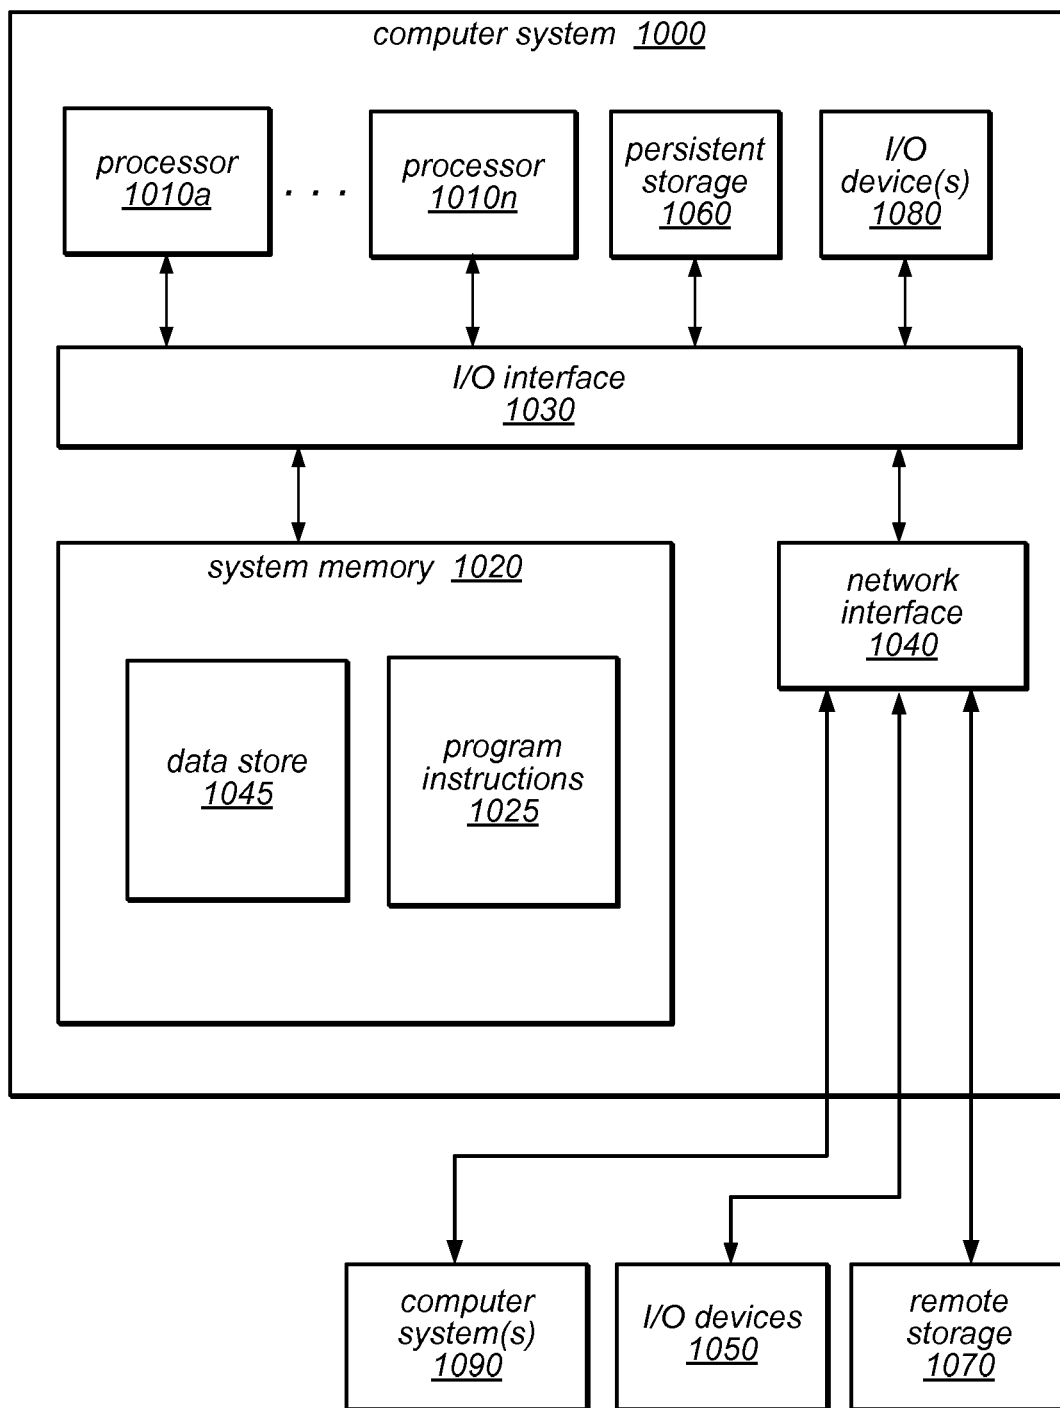 computer system 1000
processor
1010a
. . .
processor
1010n
persistent
storage
1060
I/O
device(s)
1080
I/O interface
1030
system memory 1020
data store
1045
program
instructions
1025
network
interface
1040
computer
system(s)
1090
I/O devices
1050
remote
storage
1070